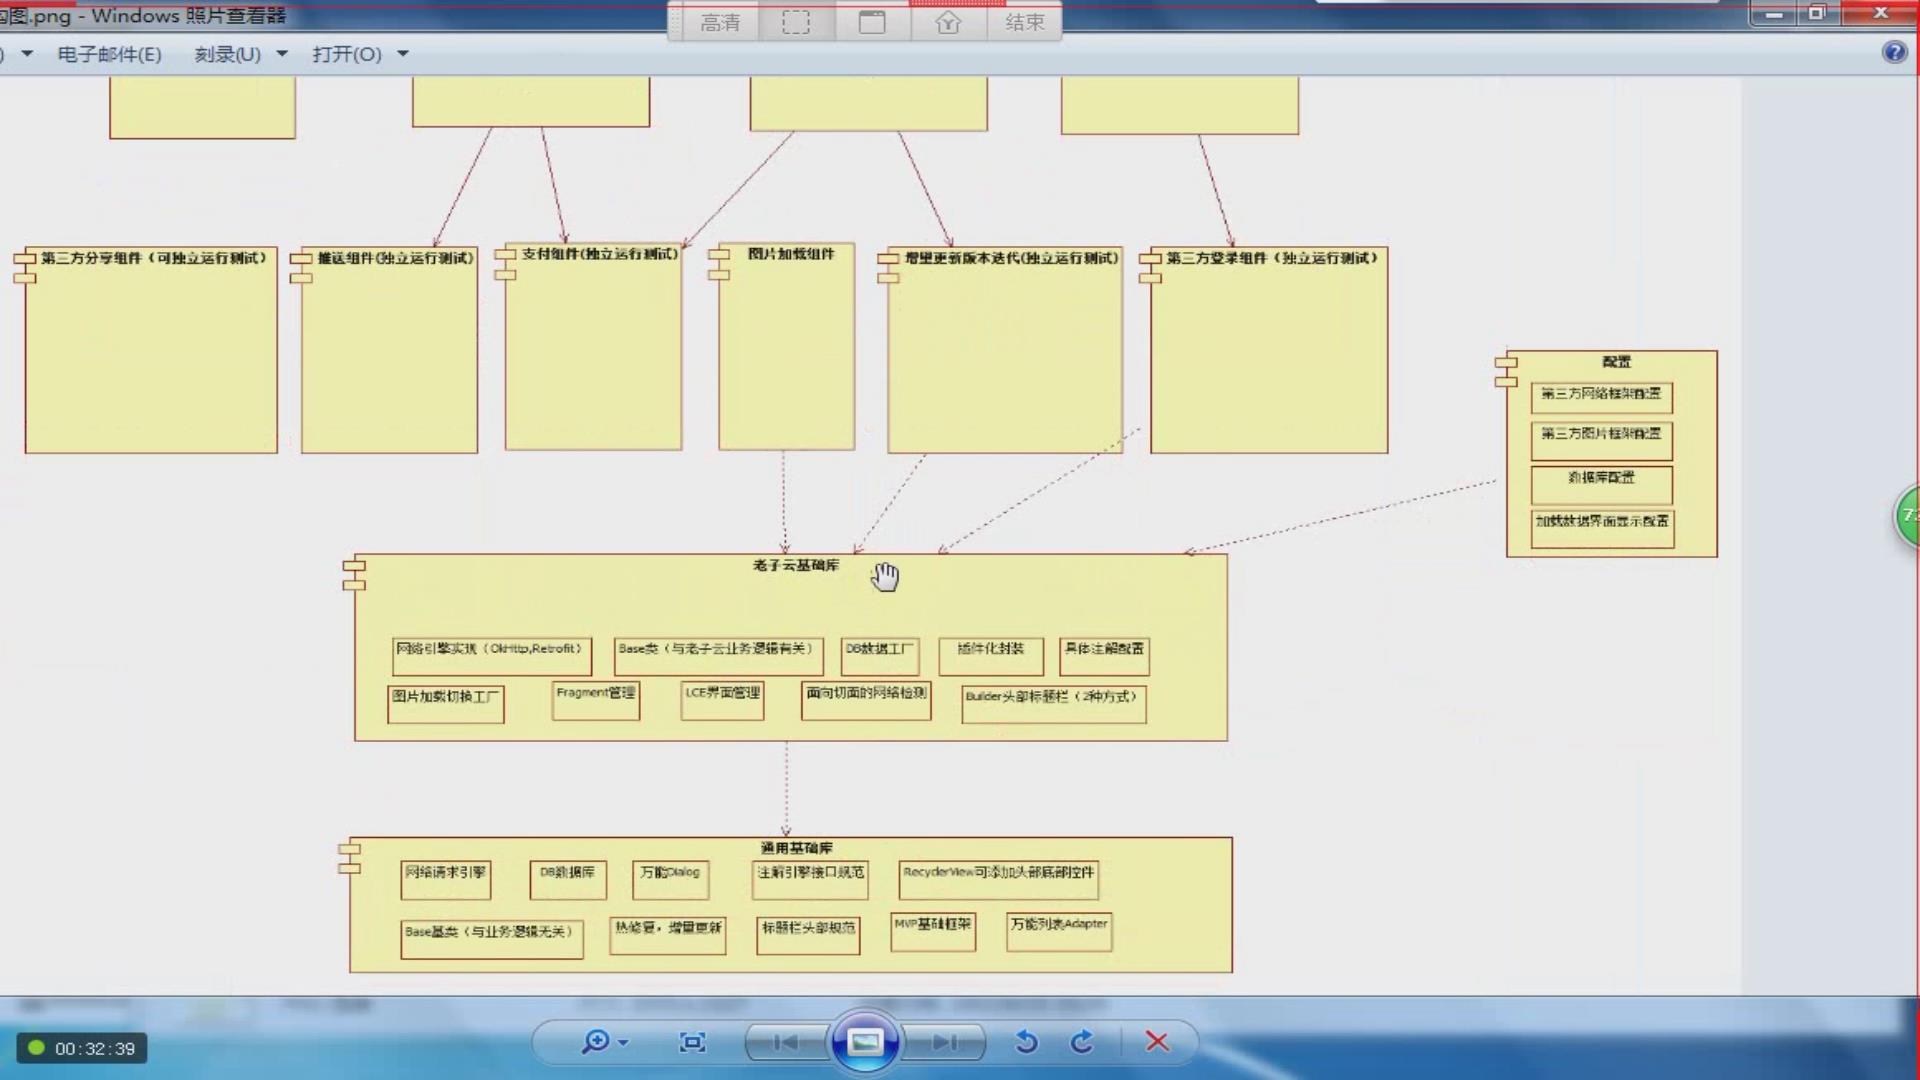 构图.png - Windows 照片查看器
高清
结束
电子邮件(E)
刻录(U)
打开(O)
第三方分享组件（可独立运行测试）
推送组件(独立运行测试)
支付组件(独立运行测试)
图片加载组件
增量更新版本迭代(独立运行测试)
第三方登录组件（独立运行测试）
配置
第三方网络框架配置
第三方图片框架配置
数据库配置
加载数据界面显示配置
老子云基础库
网络引擎实现（OkHttp,Retrofit）
Base类（与老子云业务逻辑有关）
DB数据工厂
插件化封装
具体注解配置
图片加载切换工厂
Fragment管理
LCE界面管理
面向切面的网络检测
Builder头部标题栏（2种方式）
通用基础库
网络请求引擎
DB数据库
万能Dialog
注解引擎接口规范
RecyclerView可添加头部底部控件
Base基类（与业务逻辑无关）
热修复，增量更新
标题栏头部规范
MVP基础框架
万能列表Adapter
00:32:39